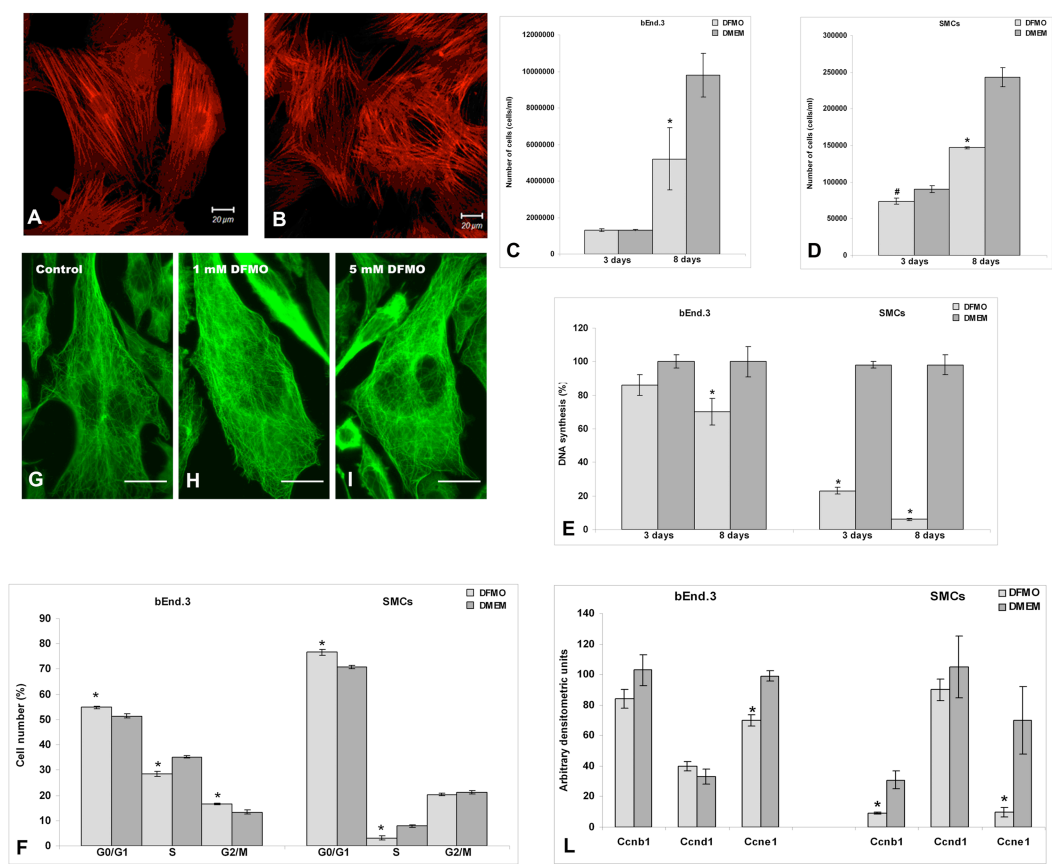 A
20 µm
B
20 µm
bEnd.3
DFMO
DMEM
Number of cells (cells/ml)
12000000
10000000
8000000
6000000
4000000
2000000
0
*
3 days
8 days
C
SMCs
DFMO
DMEM
Number of cells (cells/ml)
300000
250000
200000
150000
100000
50000
0
#
*
3 days
8 days
D
Control
G
1 mM DFMO
H
5 mM DFMO
I
bEnd.3
SMCs
DFMO
DMEM
DNA synthesis (%)
120
100
80
60
40
20
0
*
*
*
3 days
8 days
3 days
8 days
E
bEnd.3
SMCs
DFMO
DMEM
Cell number (%)
90
80
70
60
50
40
30
20
10
0
*
*
*
*
*
G0/G1
S
G2/M
G0/G1
S
G2/M
F
bEnd.3
SMCs
DFMO
DMEM
Arbitrary densitometric units
140
120
100
80
60
40
20
0
*
*
*
Ccnb1
Ccnd1
Ccne1
Ccnb1
Ccnd1
Ccne1
L